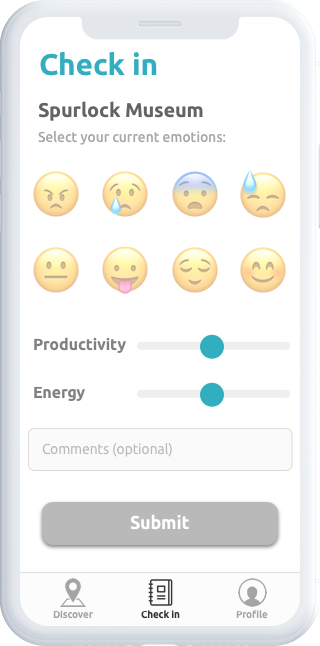 Check in
Spurlock Museum
Select your current emotions:
Productivity
Energy
Comments (optional)
Submit
Discover
Check in
Profile